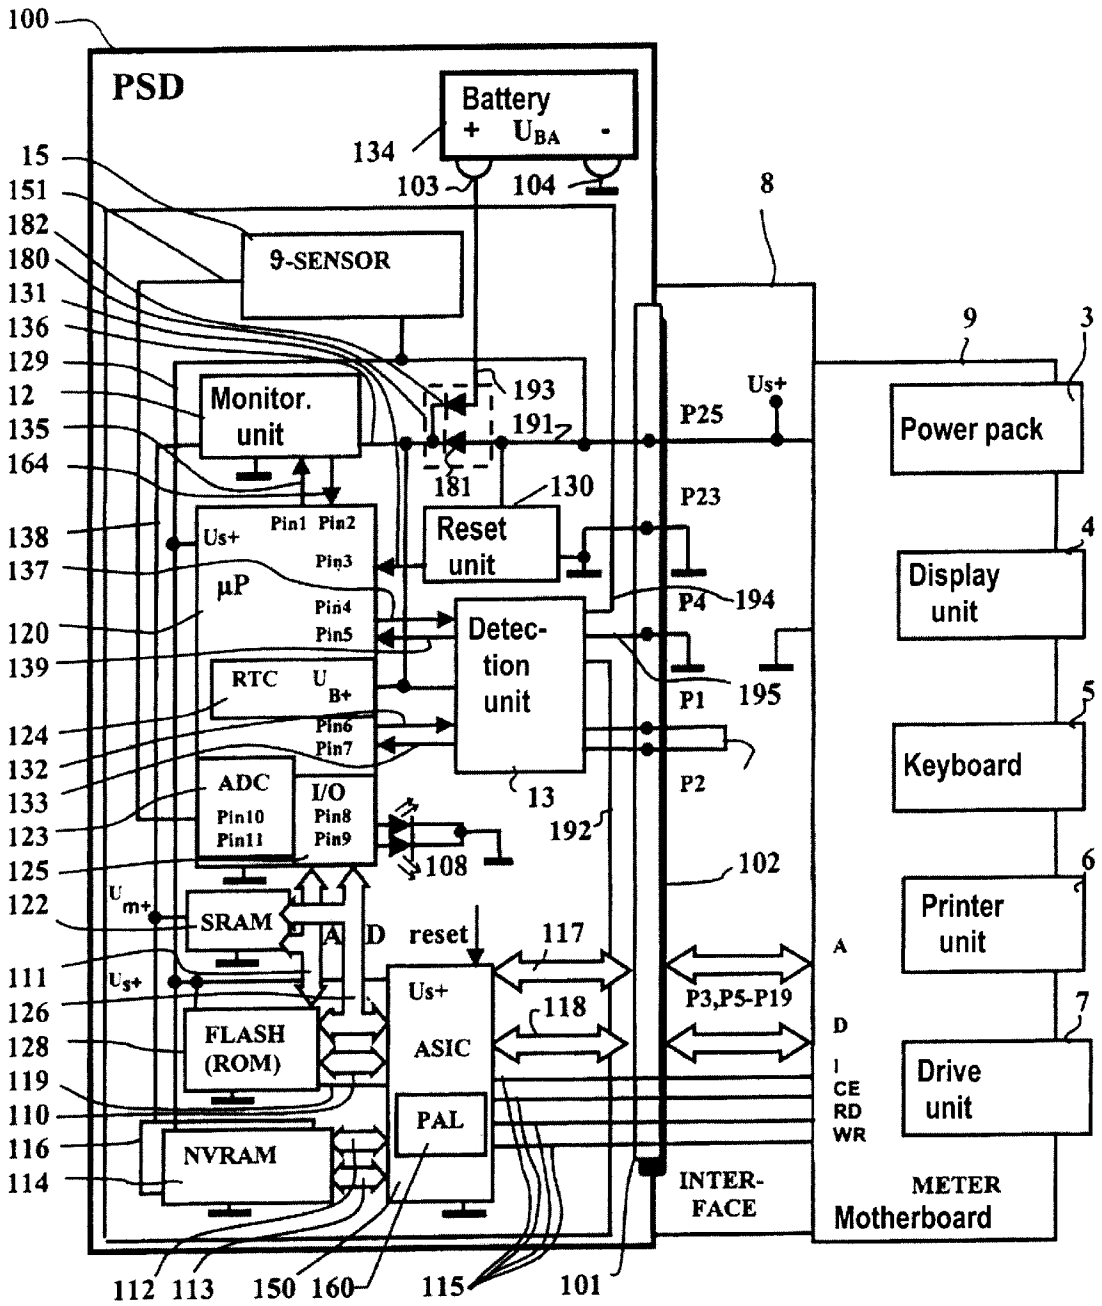 100
PSD
Battery
+ UBA -
134
103
104
15
151
182
180
131
136
129
12
135
164
138
137
120
139
124
132
133
123
125
122
111
126
128
119
110
116
114
ϑ-SENSOR
Monitor.
unit
193
191
181
130
Reset
unit
Us+
Pin1
Pin2
Pin3
µP
Pin4
Pin5
RTC
U
B+
Pin6
Pin7
ADC
Pin10
Pin11
I/O
Pin8
Pin9
Detec-
tion
unit
13
192
194
195
108
Um+
SRAM
A
D
reset
Us+
FLASH
(ROM)
NVRAM
Us+
ASIC
PAL
117
118
112
113
150
160
115
101
102
8
Us+
P25
P23
P4
P1
P2
P3,P5-P19
A
D
I
CE
RD
WR
INTER-
FACE
METER
Motherboard
9
3
Power pack
4
Display
unit
5
Keyboard
6
Printer
unit
7
Drive
unit